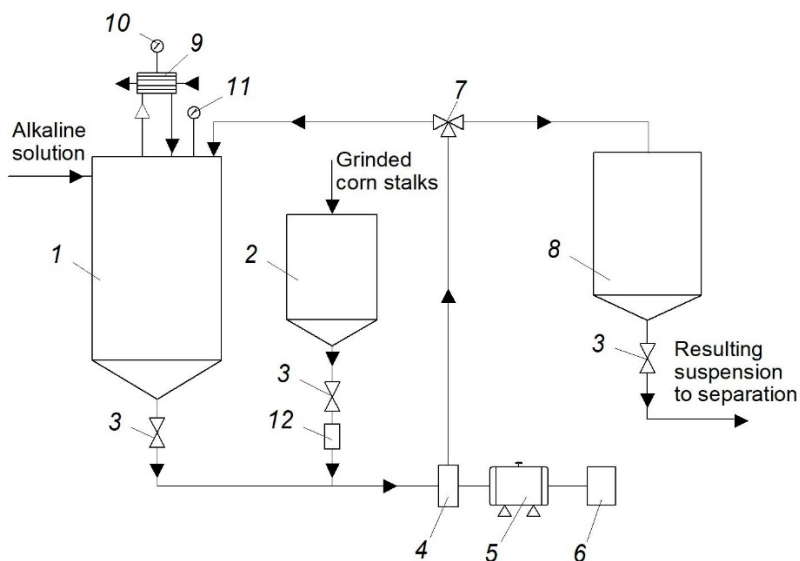 10
9
11
7
Alkaline
solution
Grinded
corn stalks
1
2
8
3
Resulting
suspension
to separation
3
3
12
4
5
6